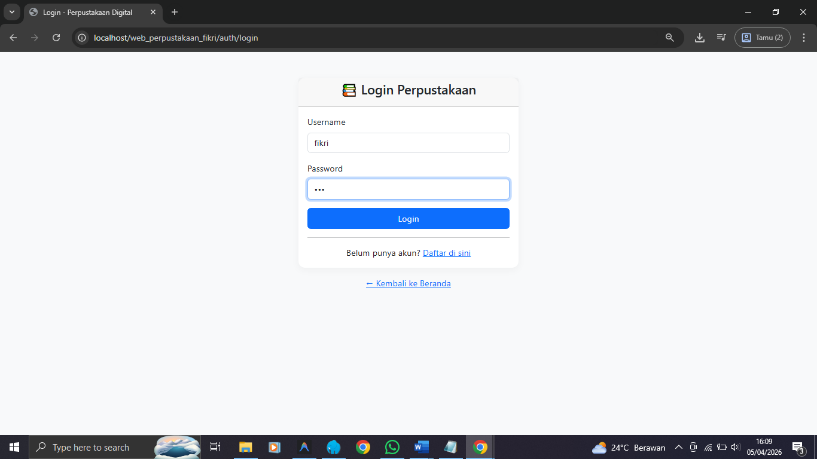 Login - Perpustakaan Digital
localhost/web_perpustakaan_fikri/auth/login
Tamu (2)
Login Perpustakaan
Username
fikri
Password
•••
Login
Belum punya akun? Daftar di sini
← Kembali ke Beranda
Type here to search
24°C Berawan
16:09
05/04/2026
3